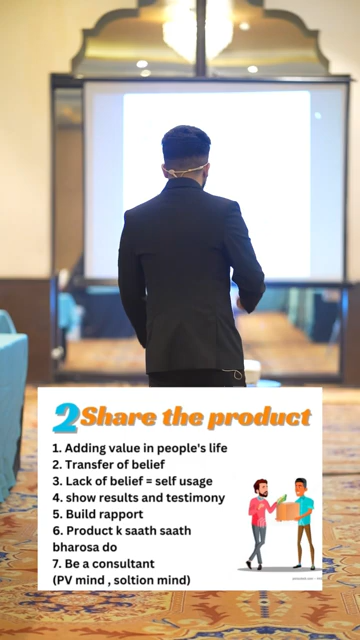 2 Share the product
1. Adding value in people's life
2. Transfer of belief
3. Lack of belief = self usage
4. show results and testimony
5. Build rapport
6. Product k saath saath
bharosa do
7. Be a consultant
(PV mind , soltion mind)